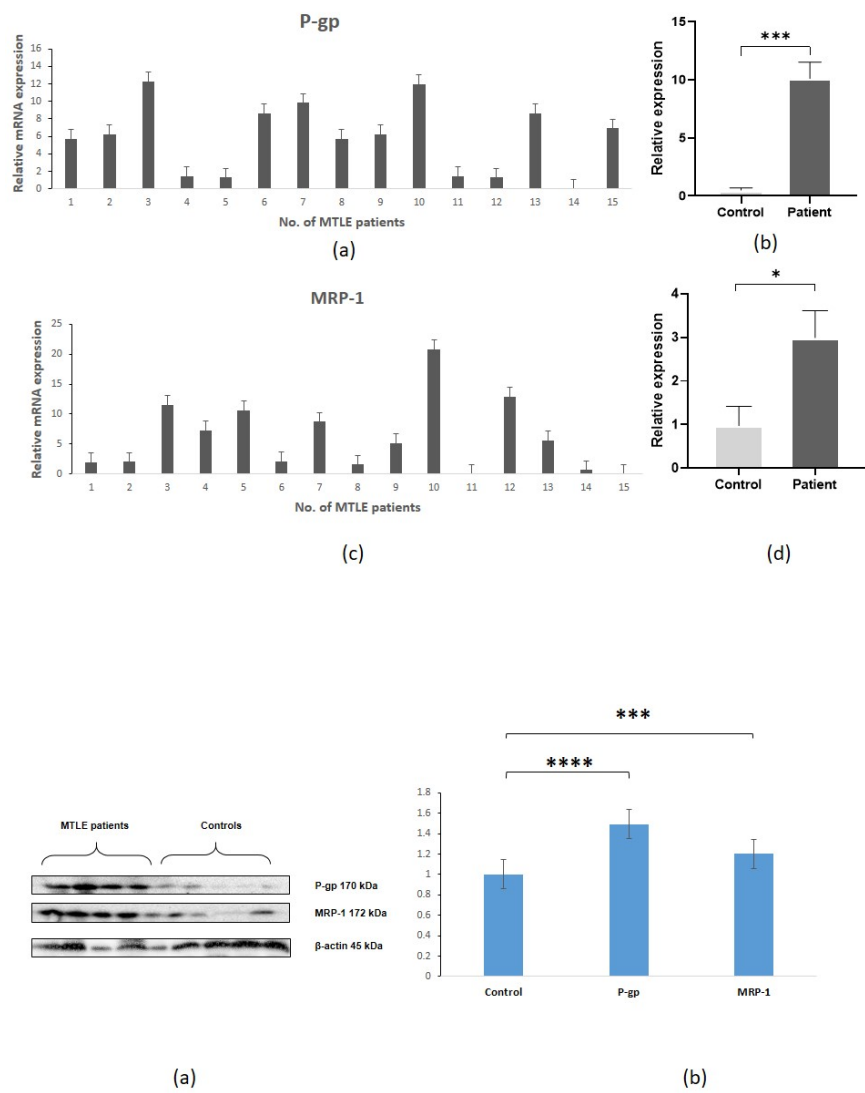 P-gp
Relative mRNA expression
16
14
12
10
8
6
4
2
0
1 2 3 4 5 6 7 8 9 10 11 12 13 14 15
No. of MTLE patients
(a)
Relative expression
15
10
5
0
***
Control Patient
(b)
MRP-1
Relative mRNA expression
25
20
15
10
5
0
1 2 3 4 5 6 7 8 9 10 11 12 13 14 15
No. of MTLE patients
(c)
Relative expression
4
3
2
1
0
*
Control Patient
(d)
MTLE patients Controls
P-gp 170 kDa
MRP-1 172 kDa
β-actin 45 kDa
(a)
***
****
1.8
1.6
1.4
1.2
1
0.8
0.6
0.4
0.2
0
Control P-gp MRP-1
(b)